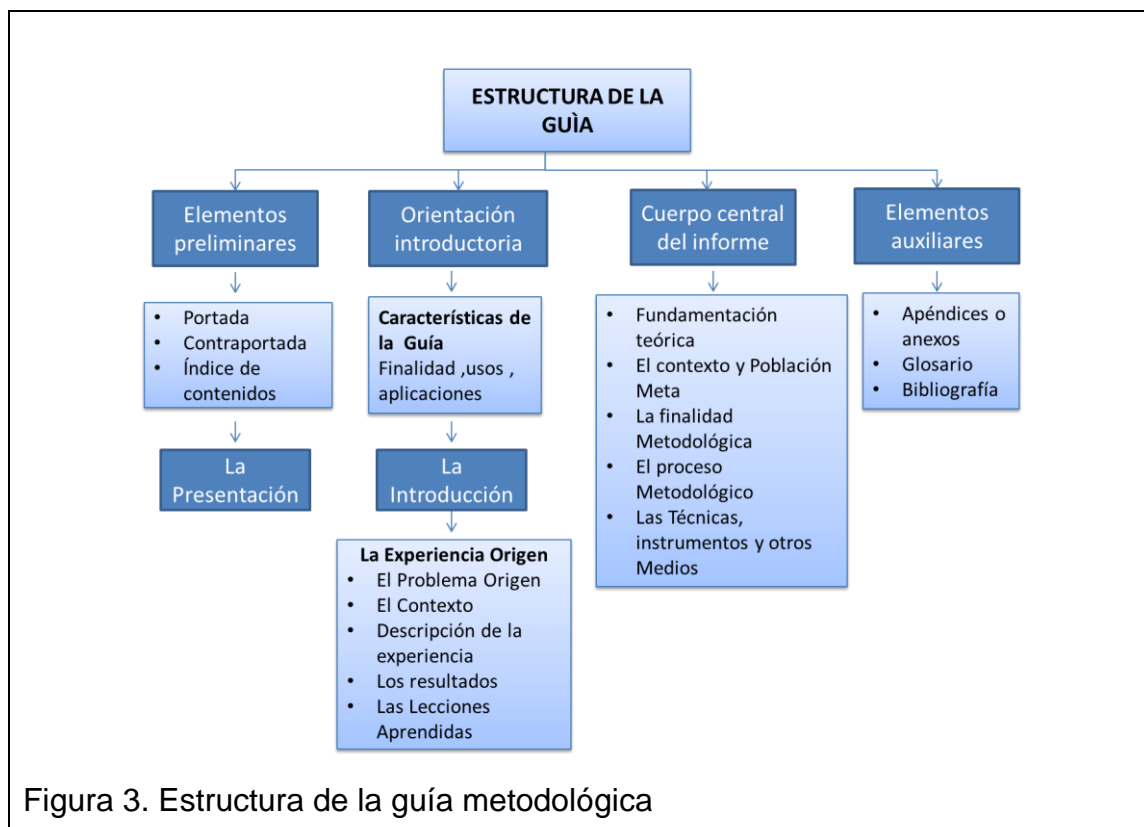 ESTRUCTURA DE LA
GUÌA
Elementos
preliminares
• Portada
• Contraportada
• Índice de
contenidos
La
Presentación
Orientación
introductoria
Características de
la Guía
Finalidad ,usos ,
aplicaciones
La
Introducción
La Experiencia Origen
• El Problema Origen
• El Contexto
• Descripción de la
experiencia
• Los resultados
• Las Lecciones
Aprendidas
Cuerpo central
del informe
• Fundamentación
teórica
• El contexto y Población
Meta
• La finalidad
Metodológica
• El proceso
Metodológico
• Las Técnicas,
instrumentos y otros
Medios
Elementos
auxiliares
• Apéndices o
anexos
• Glosario
• Bibliografía
Figura 3. Estructura de la guía metodológica